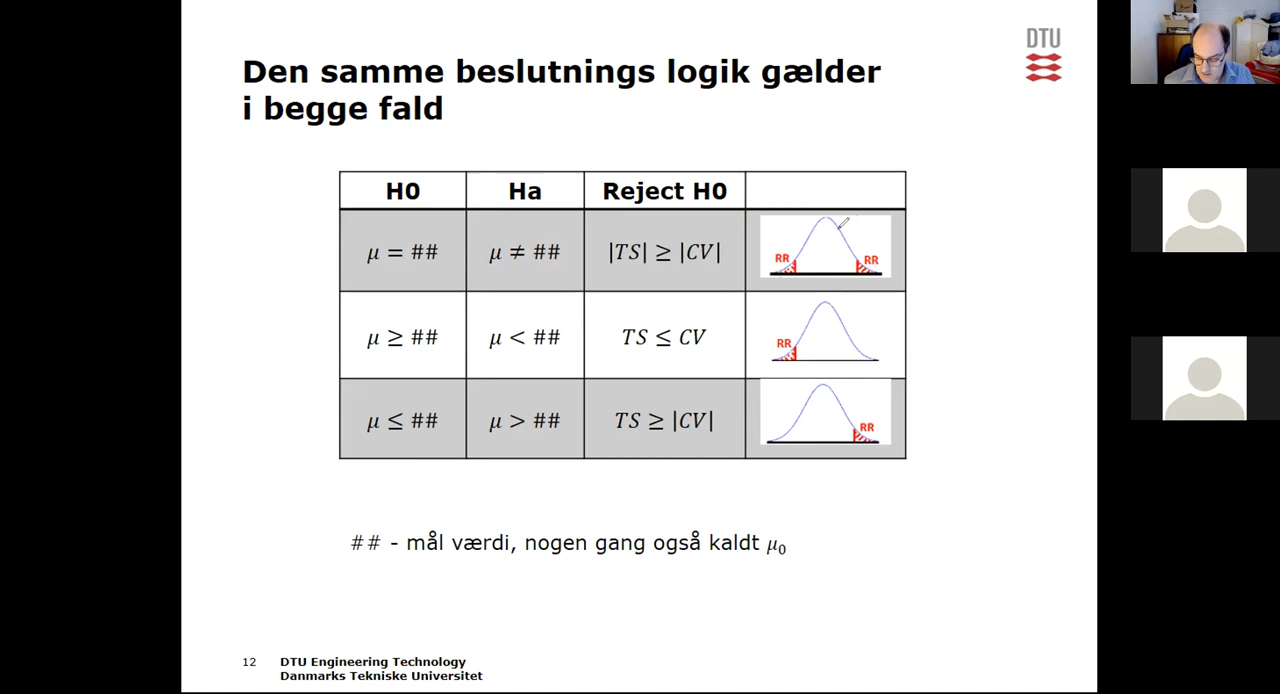 DTU
Den samme beslutnings logik gælder
i begge fald
H0 Ha Reject H0
μ = ## μ ≠ ## |TS| ≥ |CV| RR RR
μ ≥ ## μ < ## TS ≤ CV RR
μ ≤ ## μ > ## TS ≥ |CV| RR
## - mål værdi, nogen gang også kaldt μ₀
12 DTU Engineering Technology
Danmarks Tekniske Universitet